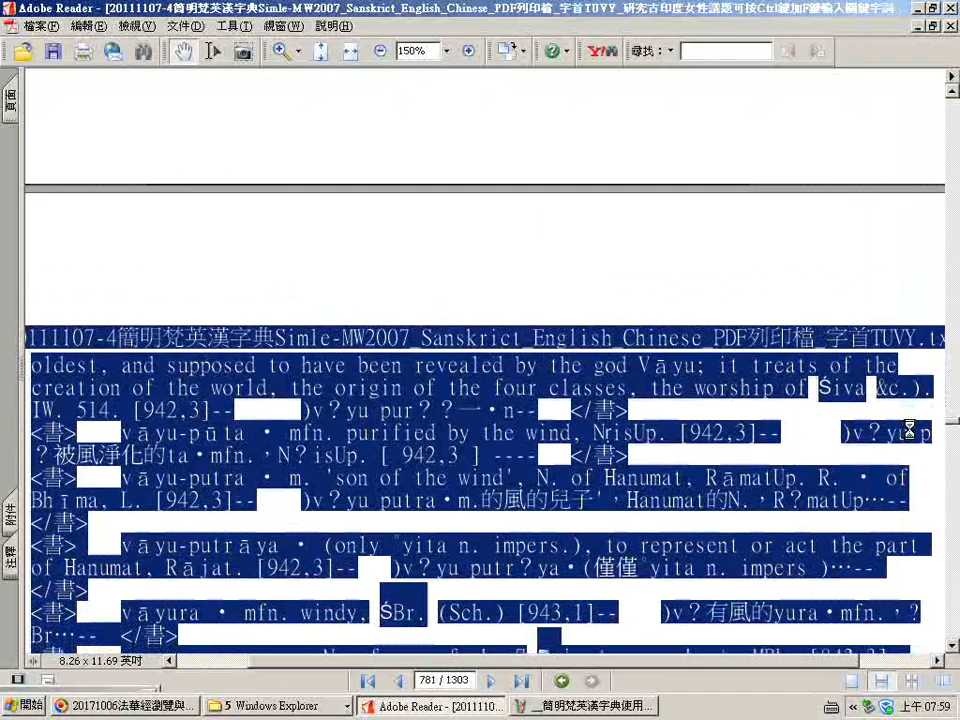 Adobe Reader - [20111107-4簡明梵英漢字典Simle-MW2007_Sanskrict_English_Chinese_PDF列印檔_字首TUVY_研究古印度女性議題可按Ctrl鍵加F鍵輸入關鍵字詞
檔案(F) 編輯(E) 檢視(V) 文件(D) 工具(T) 視窗(W) 說明(H)
150% Y! 尋找:
頁面
111107-4簡明梵英漢字典Simle-MW2007_Sanskrict_English_Chinese_PDF列印檔_字首TUVY.tx
oldest, and supposed to have been revealed by the god Vāyu; it treats of the
creation of the world, the origin of the four classes, the worship of Śiva &c.).
IW. 514. [942,3]-- )v？yu pur？？一・n-- </書>
<書> vāyu-pūta • mfn. purified by the wind, NṛisUp. [942,3]-- )v？yu p
？被風淨化的ta・mfn.，N？isUp. [ 942,3 ] ---- </書>
<書> vāyu-putra • m. 'son of the wind', N. of Hanumat, RāmatUp. R. • of
Bhīma, L. [942,3]-- )v？yu putra・m.的風的兒子'，Hanumat的N.，R？matUp…--
</書>
<書> vāyu-putrāya • (only °yita n. impers.), to represent or act the part
of Hanumat, Rājat. [942,3]-- )v？yu putr？ya・(僅僅°yita n. impers )…--
</書>
<書> vāyura • mfn. windy, ŚBr. (Sch.) [943,1]-- )v？有風的yura・mfn.，？
Br…-- </書>
附件
注釋
8.26 x 11.69 英吋
781 / 1303
開始 20171006法華經瀏覽與... 5 Windows Explorer Adobe Reader - [2011110... __簡明梵英漢字典使用... 上午 07:59